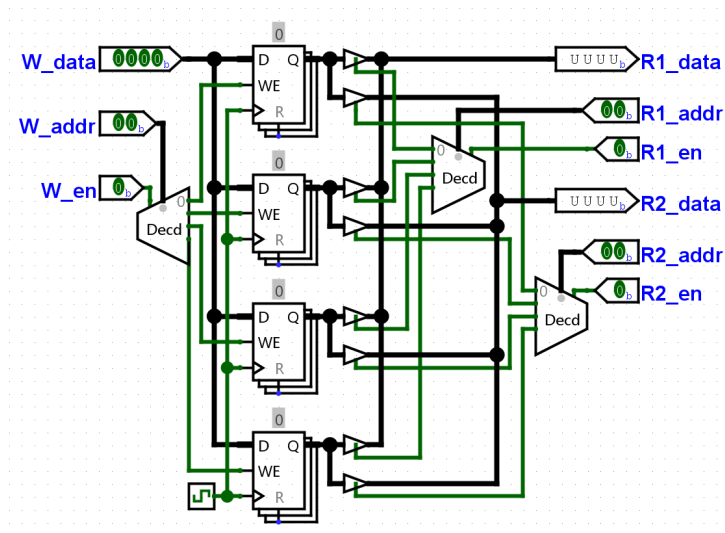 0
W_data 0000b D Q UUUUb R1_data
WE
R
W_addr 00b
00b R1_addr
0b R1_en
0 Decd
0
W_en 0b
D Q
UUUUb R2_data
0 Decd
WE
R
00b R2_addr
0b R2_en
0 Decd
0
D Q
WE
R
0
D Q
WE
R